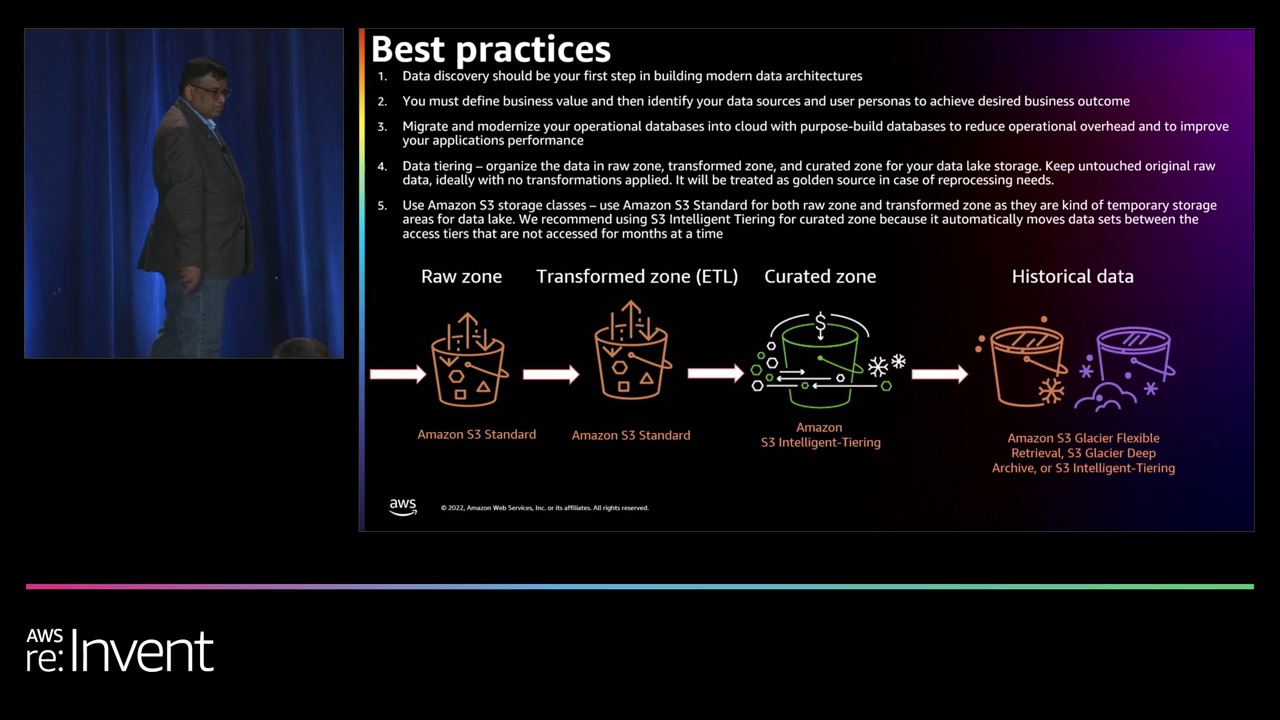 Best practices
1. Data discovery should be your first step in building modern data architectures
2. You must define business value and then identify your data sources and user personas to achieve desired business outcome
3. Migrate and modernize your operational databases into cloud with purpose-build databases to reduce operational overhead and to improve
your applications performance
4. Data tiering – organize the data in raw zone, transformed zone, and curated zone for your data lake storage. Keep untouched original raw
data, ideally with no transformations applied. It will be treated as golden source in case of reprocessing needs.
5. Use Amazon S3 storage classes – use Amazon S3 Standard for both raw zone and transformed zone as they are kind of temporary storage
areas for data lake. We recommend using S3 Intelligent Tiering for curated zone because it automatically moves data sets between the
access tiers that are not accessed for months at a time
Raw zone
Transformed zone (ETL)
Curated zone
Historical data
$
Amazon S3 Standard
Amazon S3 Standard
Amazon
S3 Intelligent-Tiering
Amazon S3 Glacier Flexible
Retrieval, S3 Glacier Deep
Archive, or S3 Intelligent-Tiering
aws
© 2022, Amazon Web Services, Inc. or its affiliates. All rights reserved.
AWS
re:Invent